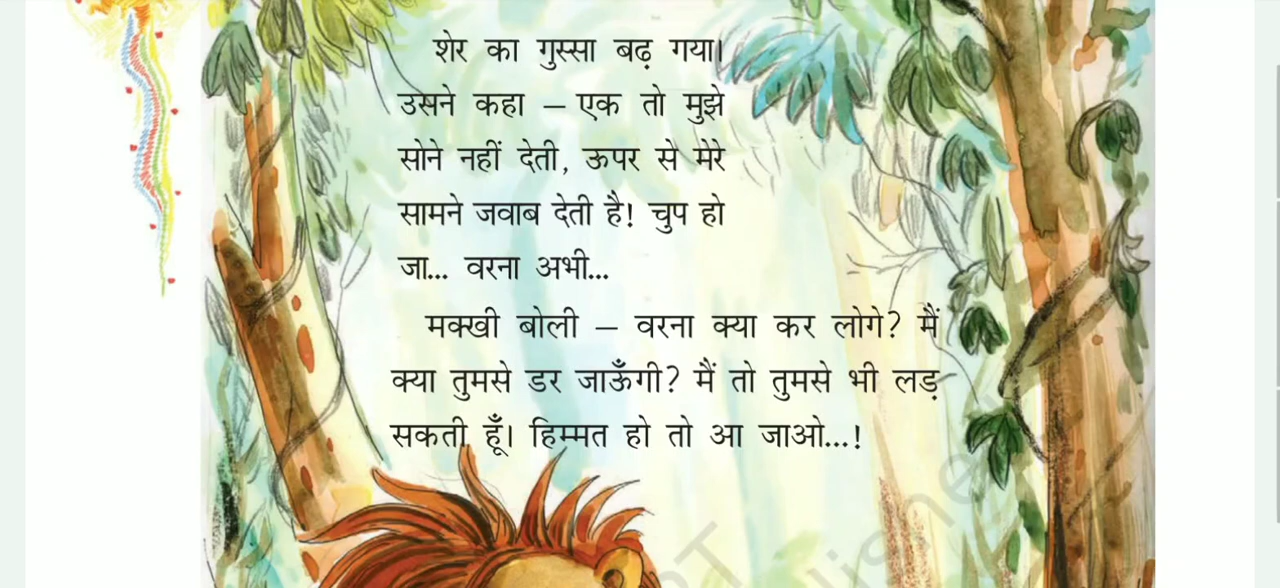 शेर का गुस्सा बढ़ गया।
उसने कहा – एक तो मुझे
सोने नहीं देती, ऊपर से मेरे
सामने जवाब देती है! चुप हो
जा... वरना अभी...
मक्खी बोली – वरना क्या कर लोगे? मैं
क्या तुमसे डर जाऊँगी? मैं तो तुमसे भी लड़
सकती हूँ। हिम्मत हो तो आ जाओ...!